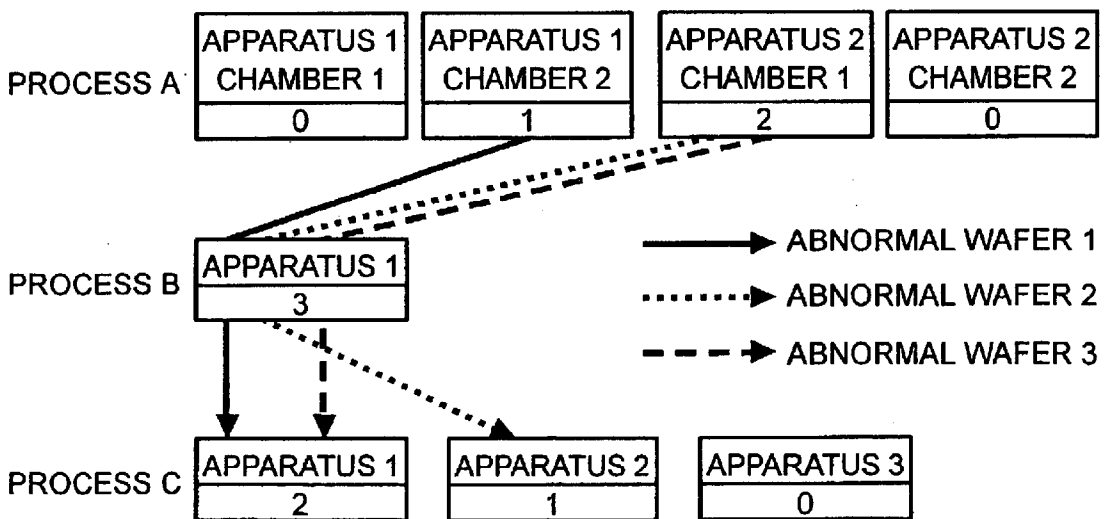 APPARATUS 1
CHAMBER 1
0
APPARATUS 1
CHAMBER 2
1
APPARATUS 2
CHAMBER 1
2
APPARATUS 2
CHAMBER 2
0
PROCESS A
PROCESS B
APPARATUS 1
3
ABNORMAL WAFER 1
ABNORMAL WAFER 2
ABNORMAL WAFER 3
PROCESS C
APPARATUS 1
2
APPARATUS 2
1
APPARATUS 3
0